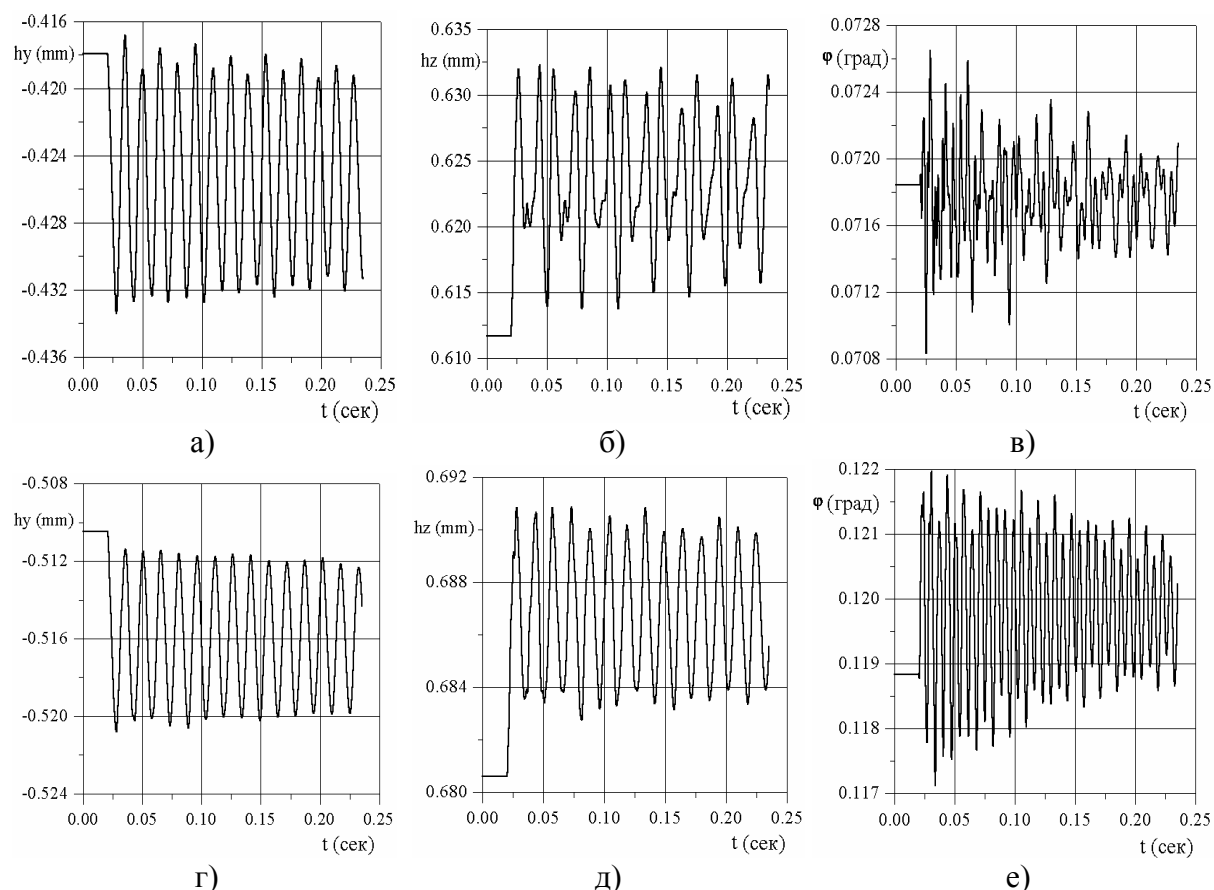 -0.416
hy (mm)
-0.420
-0.424
-0.428
-0.432
-0.436
0.00 0.05 0.10 0.15 0.20 0.25
t (сек)
а)
0.635
hz (mm)
0.630
0.625
0.620
0.615
0.610
0.00 0.05 0.10 0.15 0.20 0.25
t (сек)
б)
0.0728
φ (град)
0.0724
0.0720
0.0716
0.0712
0.0708
0.00 0.05 0.10 0.15 0.20 0.25
t (сек)
в)
-0.508
hy (mm)
-0.512
-0.516
-0.520
-0.524
0.00 0.05 0.10 0.15 0.20 0.25
t (сек)
г)
0.692
hz (mm)
0.688
0.684
0.680
0.00 0.05 0.10 0.15 0.20 0.25
t (сек)
д)
0.122
φ (град)
0.121
0.120
0.119
0.118
0.117
0.00 0.05 0.10 0.15 0.20 0.25
t (сек)
е)